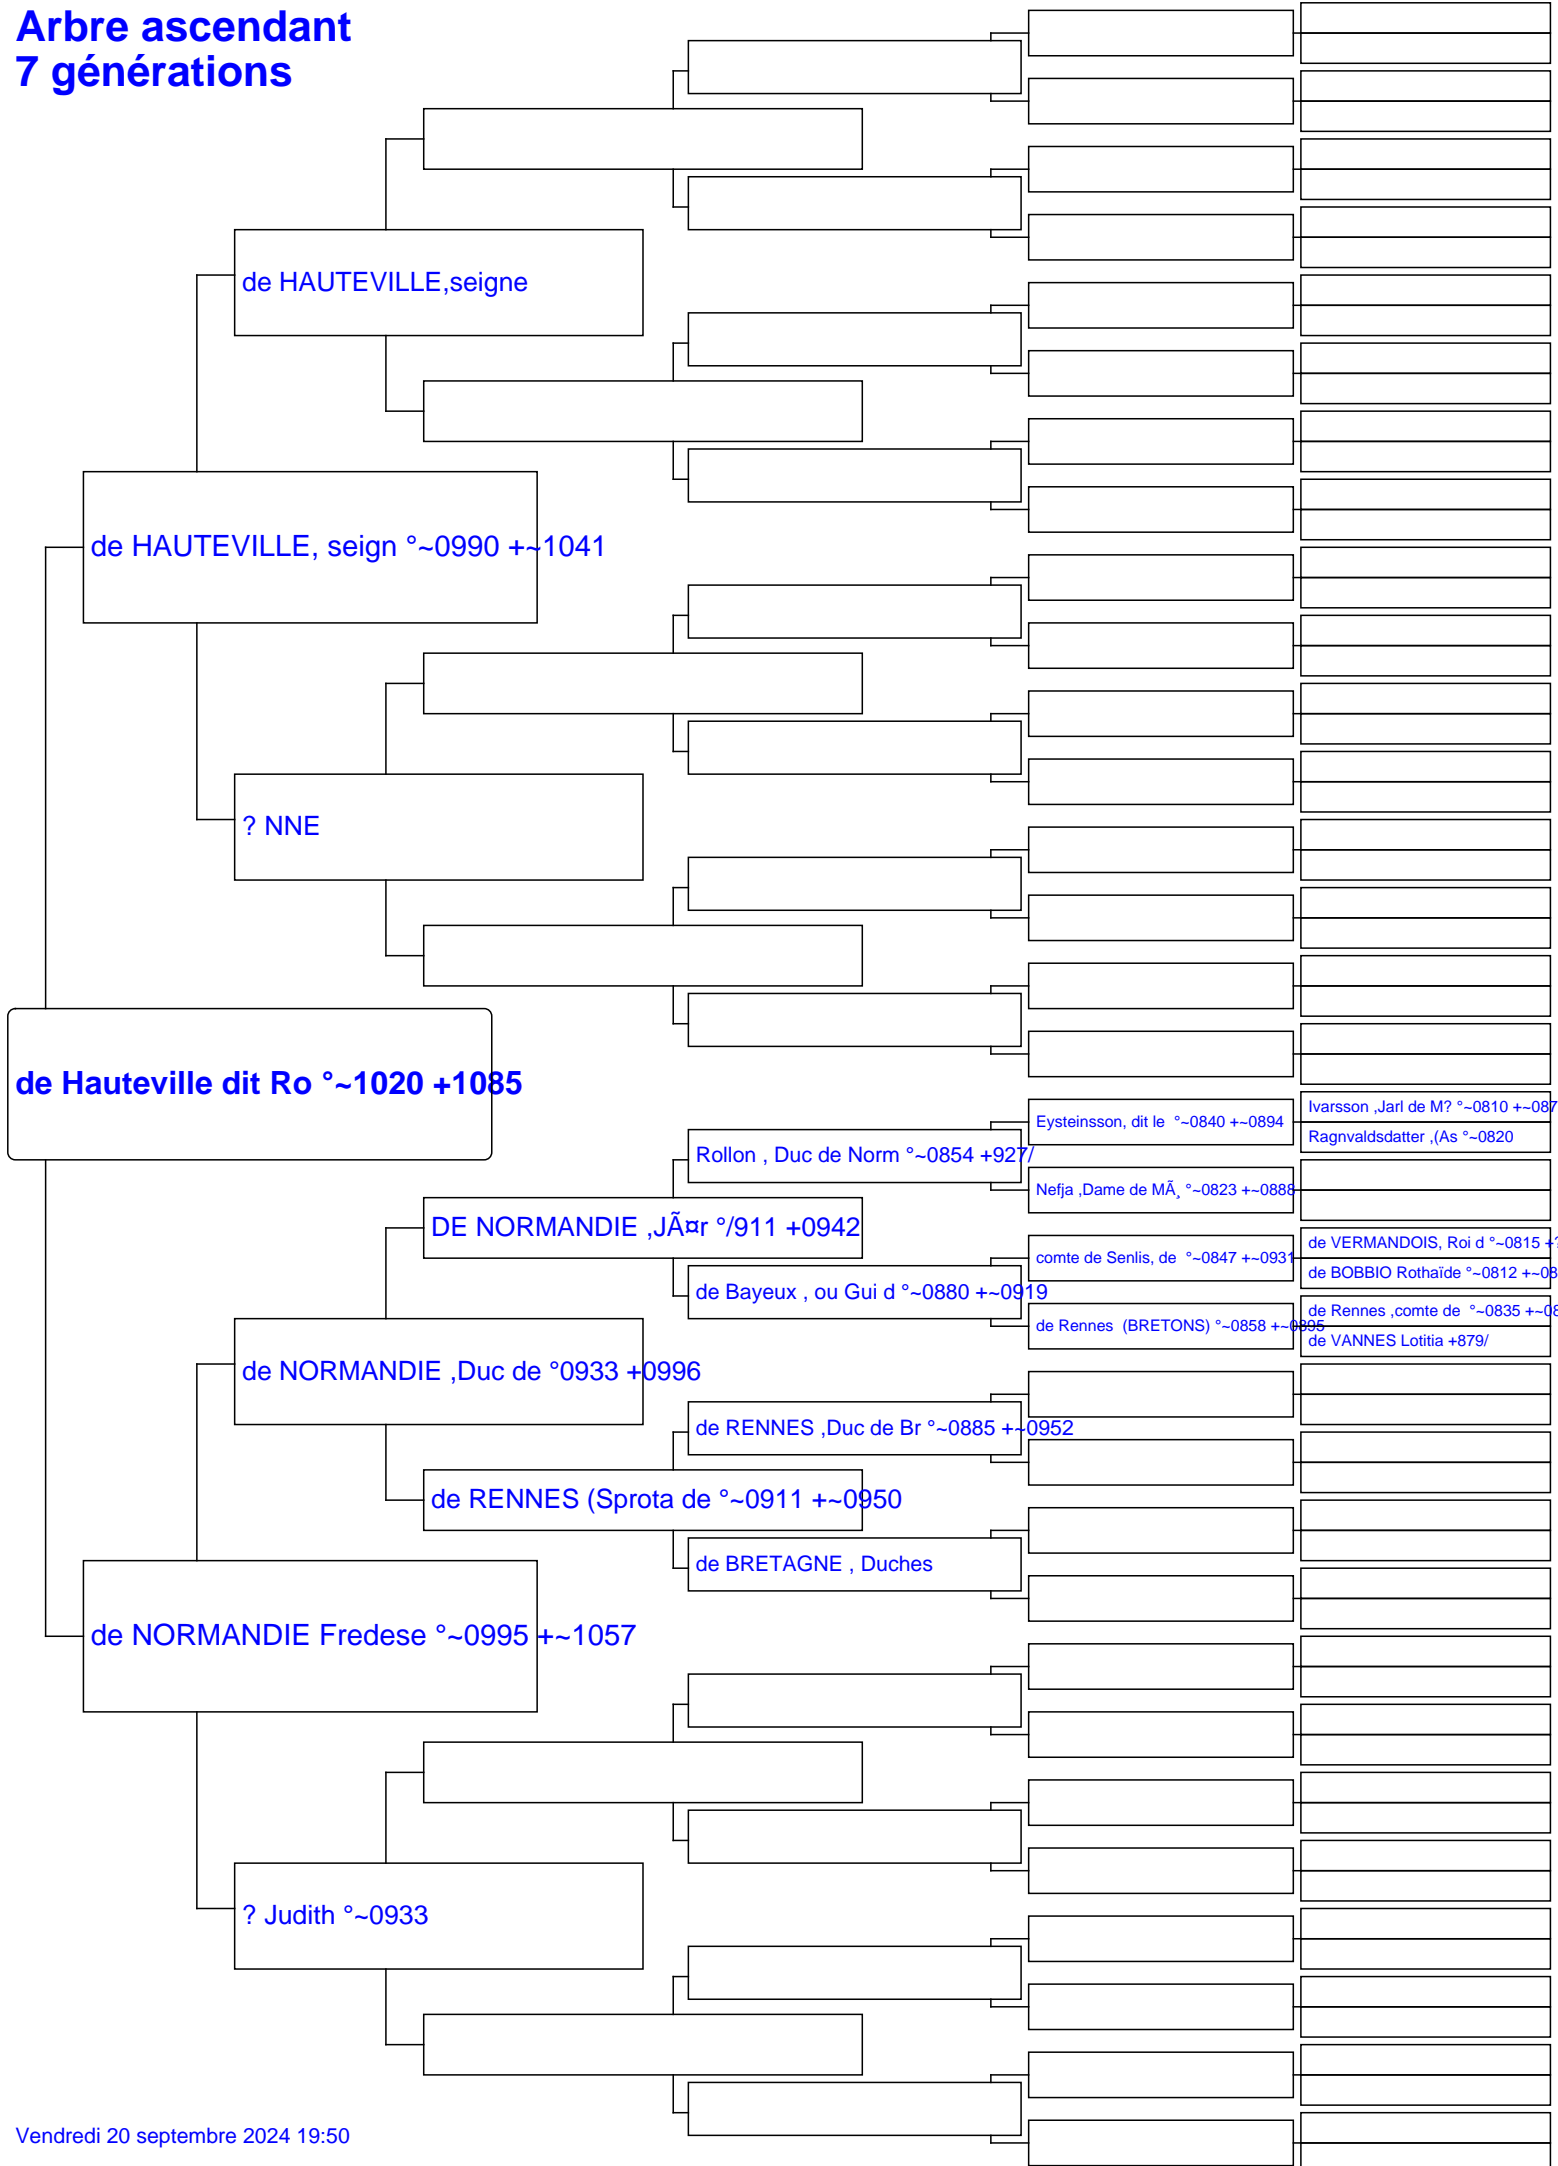 Arbre ascendant
7 générations
de HAUTEVILLE,seigne
de HAUTEVILLE, seign °~0990 +~1041
? NNE
de Hauteville dit Ro °~1020 +1085
Ivarsson ,Jarl de M? °~0810 +~087
Eysteinsson, dit le °~0840 +~0894
Ragnvaldsdatter ,(As °~0820
Rollon , Duc de Norm °~0854 +927/
Nefja ,Dame de MÃ¸ °~0823 +~0888
DE NORMANDIE ,JÃ¤r °/911 +0942
de VERMANDOIS, Roi d °~0815 +?
comte de Senlis, de °~0847 +~0931
de BOBBIO Rothaïde °~0812 +~08
de Bayeux , ou Gui d °~0880 +~0919
de Rennes ,comte de °~0835 +~08
de Rennes (BRETONS) °~0858 +~0895
de VANNES Lotitia +879/
de NORMANDIE ,Duc de °0933 +0996
de RENNES ,Duc de Br °~0885 +~0952
de RENNES (Sprota de °~0911 +~0950
de BRETAGNE , Duches
de NORMANDIE Fredese °~0995 +~1057
? Judith °~0933
Vendredi 20 septembre 2024 19:50